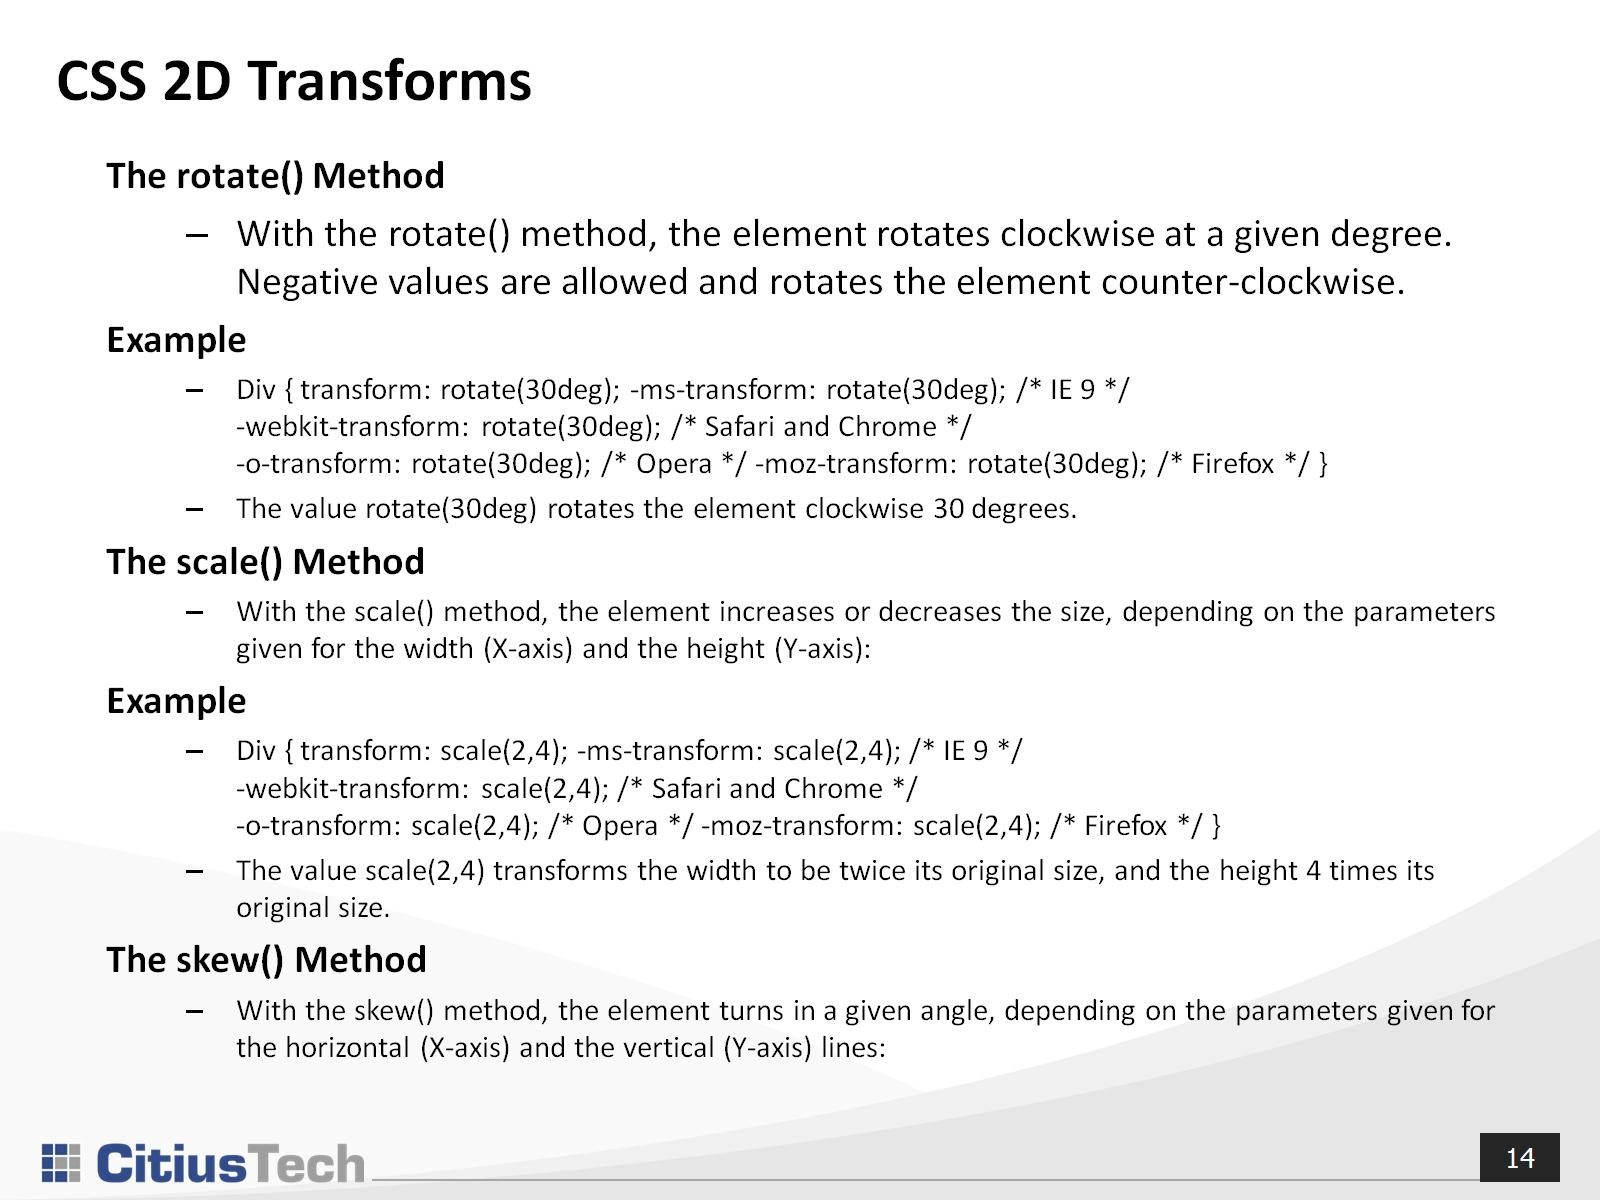 CSS 2D Transforms
The rotate() Method
– With the rotate() method, the element rotates clockwise at a given degree.
Negative values are allowed and rotates the element counter-clockwise.
Example
– Div { transform: rotate(30deg); -ms-transform: rotate(30deg); /* IE 9 */
-webkit-transform: rotate(30deg); /* Safari and Chrome */
-o-transform: rotate(30deg); /* Opera */ -moz-transform: rotate(30deg); /* Firefox */ }
– The value rotate(30deg) rotates the element clockwise 30 degrees.
The scale() Method
– With the scale() method, the element increases or decreases the size, depending on the parameters
given for the width (X-axis) and the height (Y-axis):
Example
– Div { transform: scale(2,4); -ms-transform: scale(2,4); /* IE 9 */
-webkit-transform: scale(2,4); /* Safari and Chrome */
-o-transform: scale(2,4); /* Opera */ -moz-transform: scale(2,4); /* Firefox */ }
– The value scale(2,4) transforms the width to be twice its original size, and the height 4 times its
original size.
The skew() Method
– With the skew() method, the element turns in a given angle, depending on the parameters given for
the horizontal (X-axis) and the vertical (Y-axis) lines:
CitiusTech
14